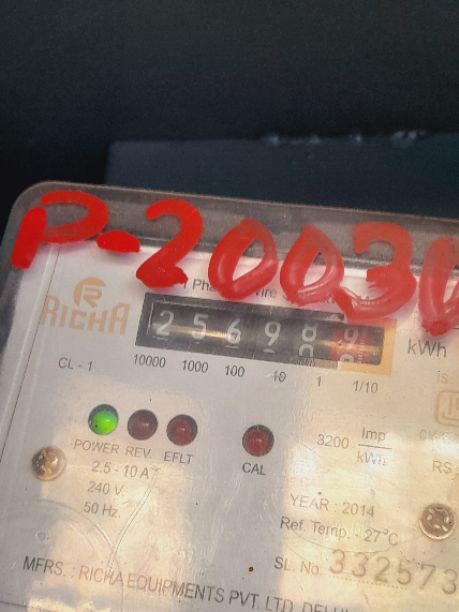 P-2003
RICHA
kWh
CL - 1
10000 1000 100 10 1 1/10
POWER REV. EFLT
CAL
3200 Imp/kWh
2.5 - 10 A
240 V
50 Hz
YEAR : 2014
Ref. Temp. - 27°C
SL. No. 332573
MFRS. : RICHA EQUIPMENTS PVT. LTD.